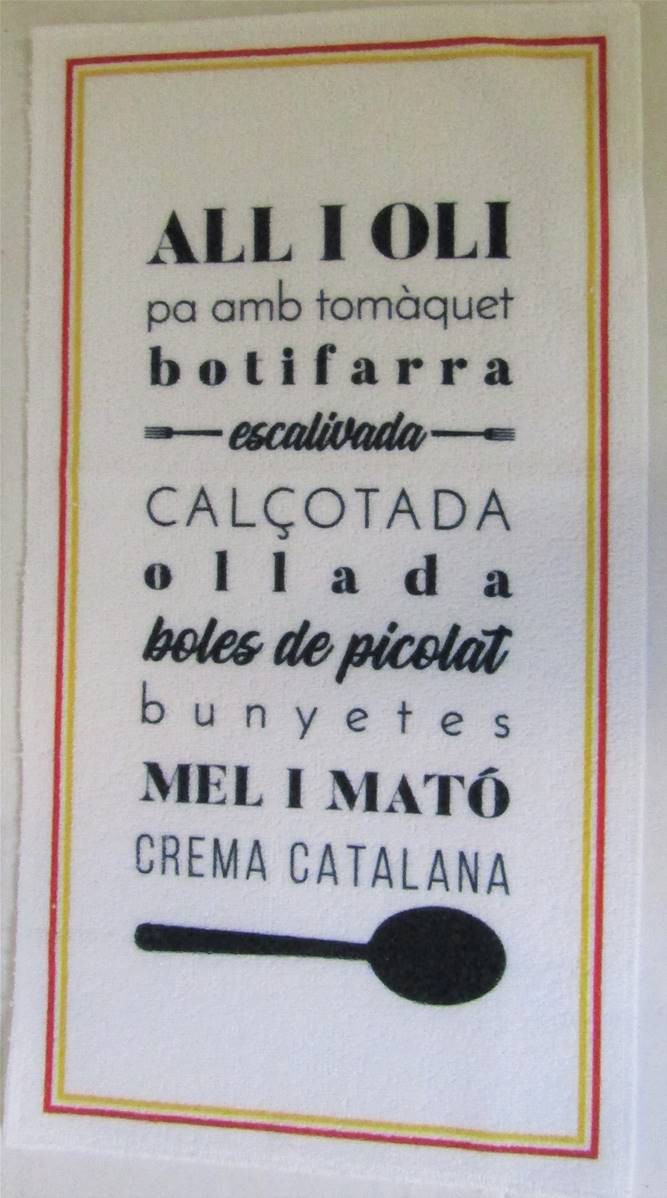 ALL I OLI
pa amb tomàquet
botifarra
escalivada
CALÇOTADA
ollada
boles de picolat
bunyetes
MEL I MATÓ
CREMA CATALANA